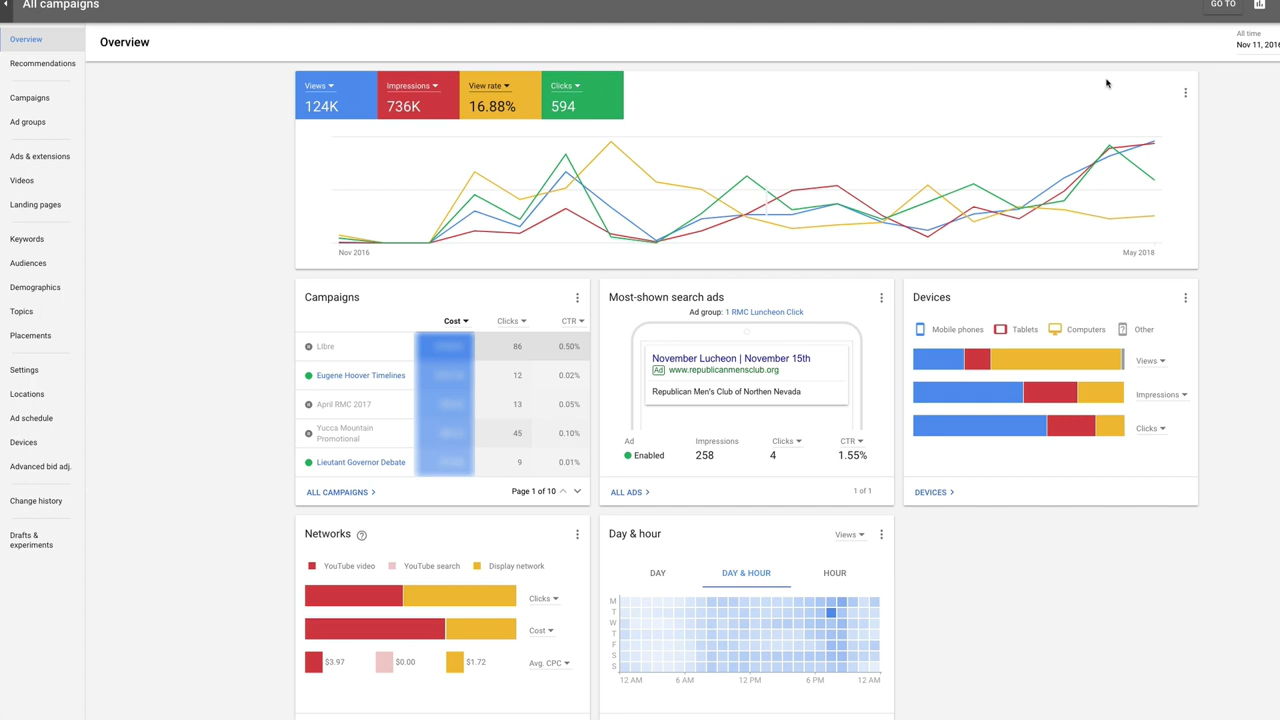 All campaigns
GO TO
Overview
Recommendations
Campaigns
Ad groups
Ads & extensions
Videos
Landing pages
Keywords
Audiences
Demographics
Topics
Placements
Settings
Locations
Ad schedule
Devices
Advanced bid adj.
Change history
Drafts &
experiments
Overview
All time
Nov 11, 2016
Views
124K
Impressions
736K
View rate
16.88%
Clicks
594
Nov 2016
May 2018
Campaigns
Cost Clicks CTR
LIbre 86 0.50%
Eugene Hoover Timelines 12 0.02%
April RMC 2017 13 0.05%
Yucca Mountain
Promotional 45 0.10%
Lieutant Governor Debate 9 0.01%
ALL CAMPAIGNS
Page 1 of 10
Most-shown search ads
Ad group: 1 RMC Luncheon Click
November Lucheon | November 15th
Ad www.republicanmensclub.org
Republican Men's Club of Northen Nevada
Ad Impressions Clicks CTR
Enabled 258 4 1.55%
ALL ADS
1 of 1
Devices
Mobile phones Tablets Computers ? Other
Views
Impressions
Clicks
DEVICES
Networks ?
YouTube video YouTube search Display network
Clicks
Cost
$3.97 $0.00 $1.72 Avg. CPC
Day & hour
Views
DAY DAY & HOUR HOUR
M
T
W
T
F
S
S
12 AM 6 AM 12 PM 6 PM 12 AM